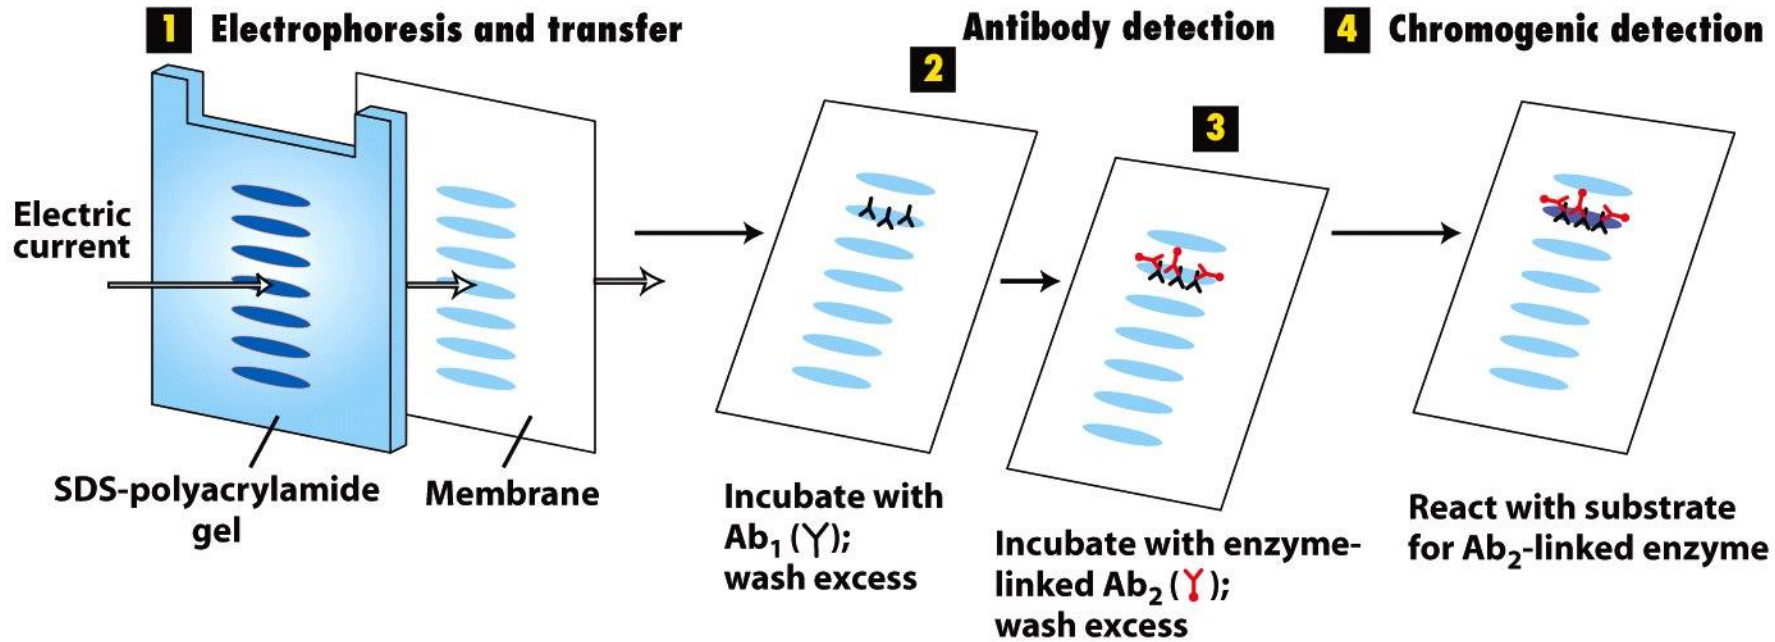 1 Electrophoresis and transfer
Antibody detection
2
3
4 Chromogenic detection
Electric
current
SDS-polyacrylamide
gel
Membrane
Incubate with
Ab₁ (Y);
wash excess
Incubate with enzyme-
linked Ab₂ (Y);
wash excess
React with substrate
for Ab₂-linked enzyme